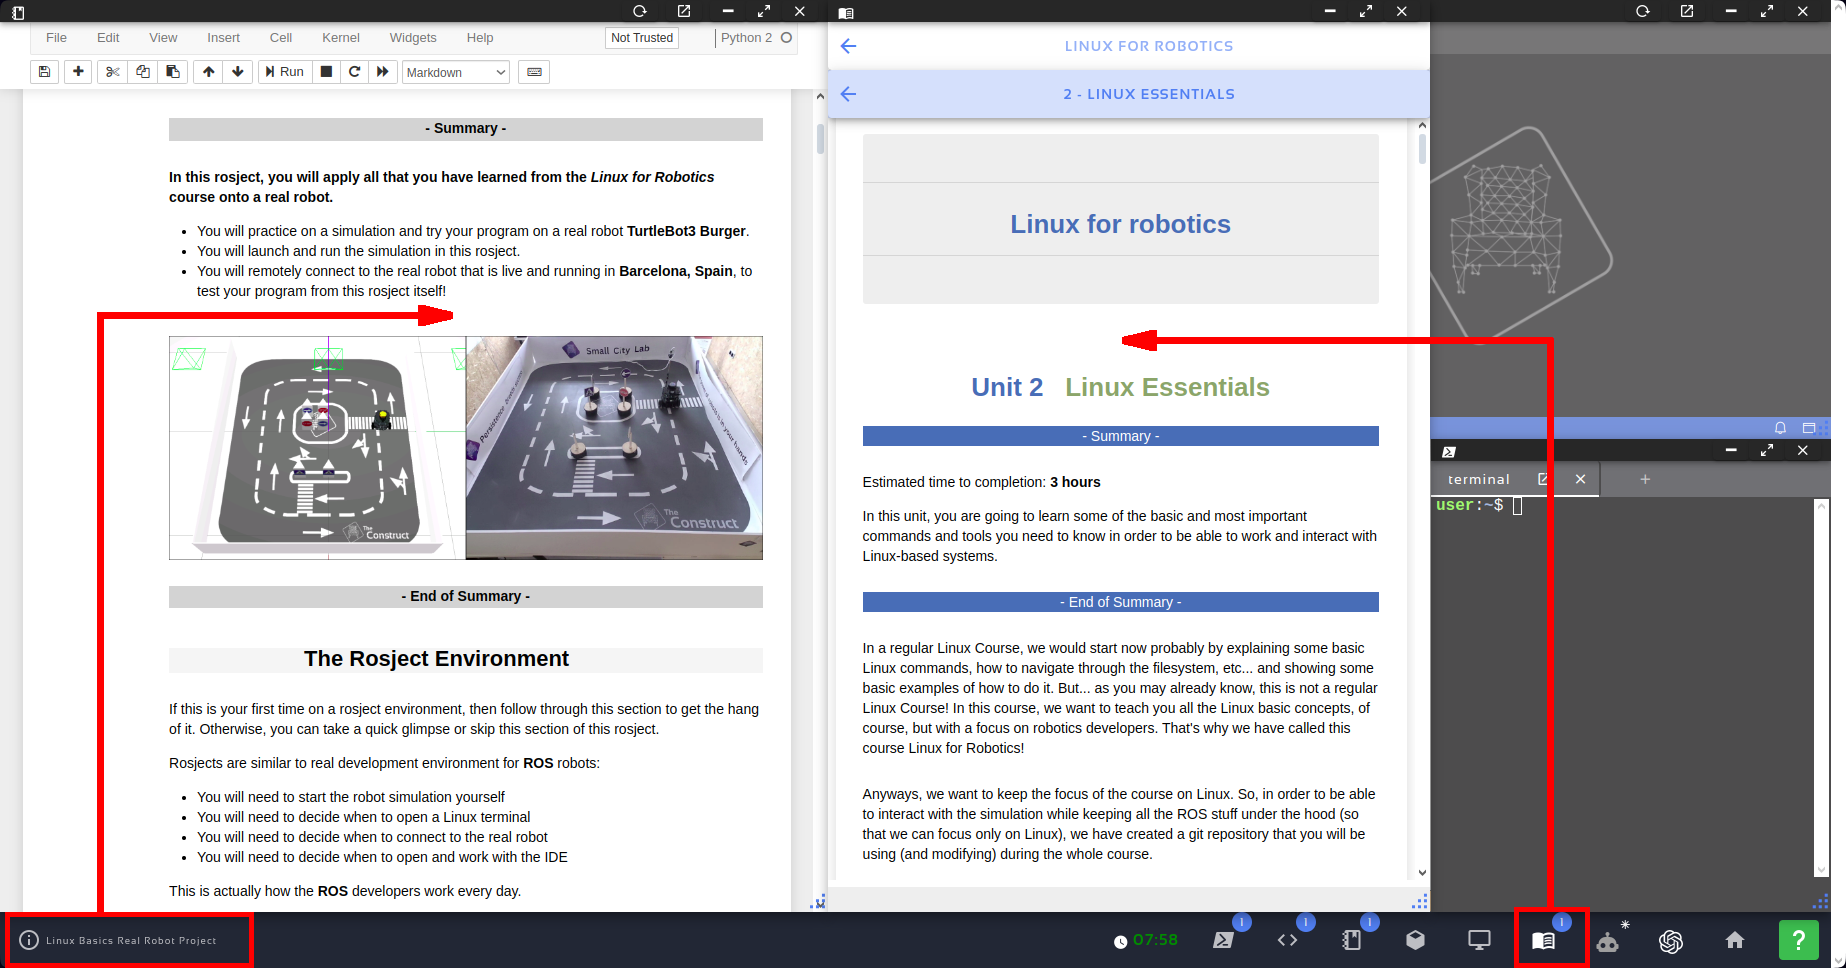 File Edit View Insert Cell Kernel Widgets Help Not Trusted Python 2
Run Markdown
- Summary -
In this rosject, you will apply all that you have learned from the Linux for Robotics
course onto a real robot.
You will practice on a simulation and try your program on a real robot TurtleBot3 Burger.
You will launch and run the simulation in this rosject.
You will remotely connect to the real robot that is live and running in Barcelona, Spain, to
test your program from this rosject itself!
The
Construct
Small City Lab
The
Construct
- End of Summary -
The Rosject Environment
If this is your first time on a rosject environment, then follow through this section to get the hang
of it. Otherwise, you can take a quick glimpse or skip this section of this rosject.
Rosjects are similar to real development environment for ROS robots:
You will need to start the robot simulation yourself
You will need to decide when to open a Linux terminal
You will need to decide when to connect to the real robot
You will need to decide when to open and work with the IDE
This is actually how the ROS developers work every day.
LINUX FOR ROBOTICS
2 - LINUX ESSENTIALS
Linux for robotics
Unit 2 Linux Essentials
- Summary -
Estimated time to completion: 3 hours
In this unit, you are going to learn some of the basic and most important
commands and tools you need to know in order to be able to work and interact with
Linux-based systems.
- End of Summary -
In a regular Linux Course, we would start now probably by explaining some basic
Linux commands, how to navigate through the filesystem, etc... and showing some
basic examples of how to do it. But... as you may already know, this is not a regular
Linux Course! In this course, we want to teach you all the Linux basic concepts, of
course, but with a focus on robotics developers. That's why we have called this
course Linux for Robotics!
Anyways, we want to keep the focus of the course on Linux. So, in order to be able
to interact with the simulation while keeping all the ROS stuff under the hood (so
that we can focus only on Linux), we have created a git repository that you will be
using (and modifying) during the whole course.
terminal
user:~$
Linux Basics Real Robot Project
07:58
1
1
1
1
?